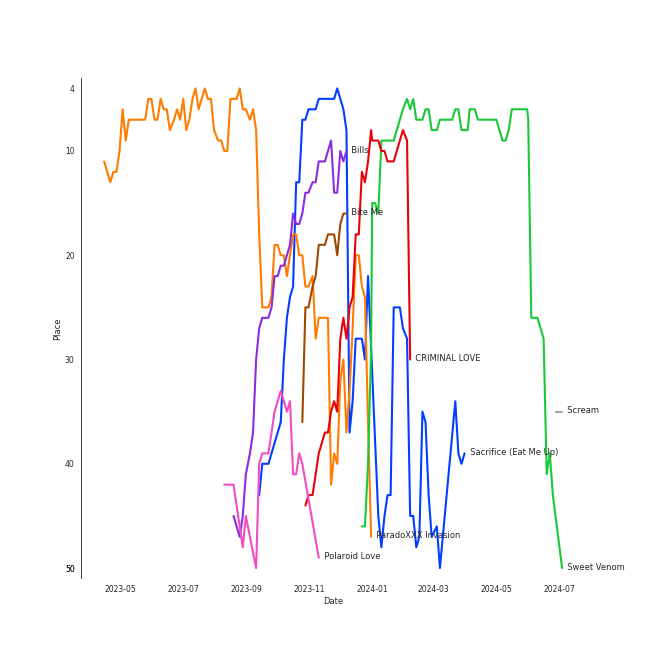 4
10
Bills
Bite Me
20
Place
30
CRIMINAL LOVE
Scream
40
Sacrifice (Eat Me Up)
ParadoXXX Invasion
Polaroid Love
50
Sweet Venom
2023-05
2023-07
2023-09
2023-11
2024-01
2024-03
2024-05
2024-07
Date